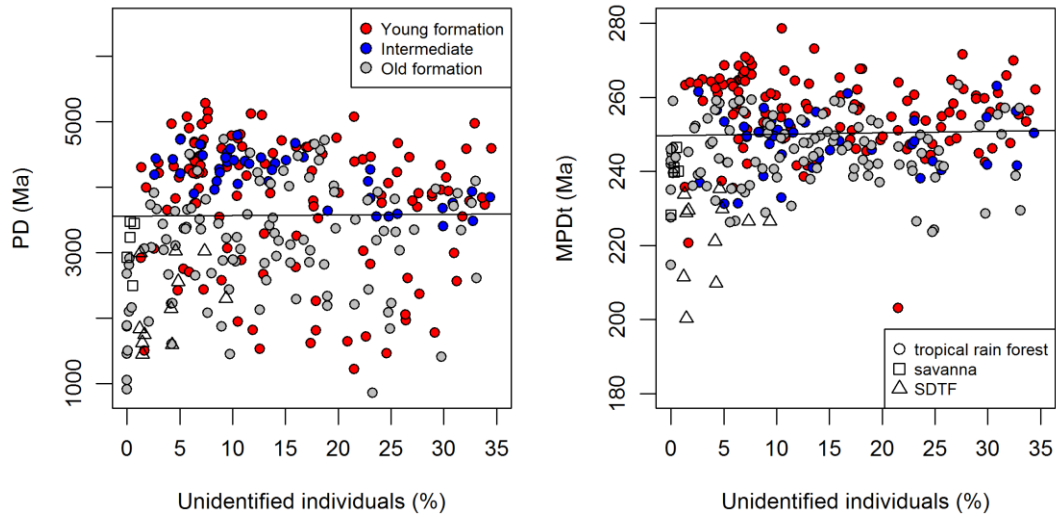 PD (Ma)
5000
3000
1000
Young formation
Intermediate
Old formation
0 5 10 15 20 25 30 35
Unidentified individuals (%)
MPDt (Ma)
280
260
240
220
200
180
tropical rain forest
savanna
SDTF
0 5 10 15 20 25 30 35
Unidentified individuals (%)